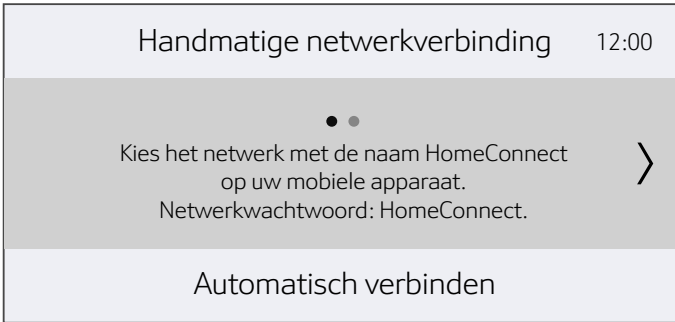 Handmatige netwerkverbinding 12:00
Kies het netwerk met de naam HomeConnect
op uw mobiele apparaat.
Netwerkwachtwoord: HomeConnect.
Automatisch verbinden